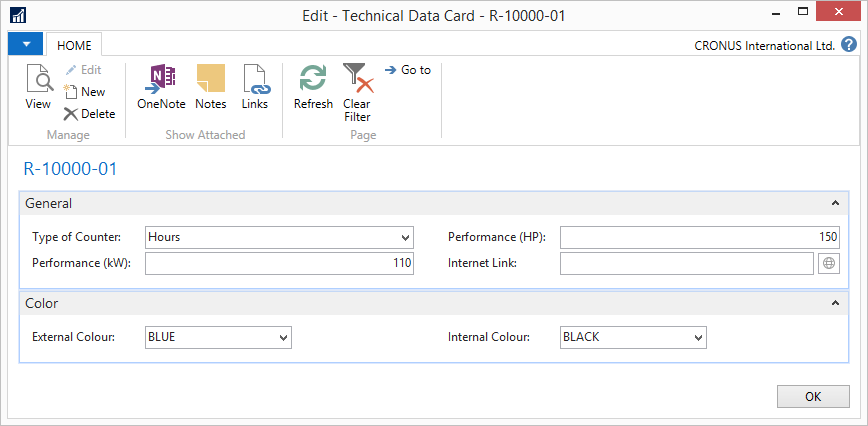 Edit - Technical Data Card - R-10000-01
HOME
CRONUS International Ltd.
View
Edit
New
Delete
Manage
OneNote
Notes
Links
Show Attached
Refresh
Clear
Filter
Go to
Page
R-10000-01
General
Type of Counter: Hours
Performance (HP): 150
Performance (kW): 110
Internet Link:
Color
External Colour: BLUE
Internal Colour: BLACK
OK